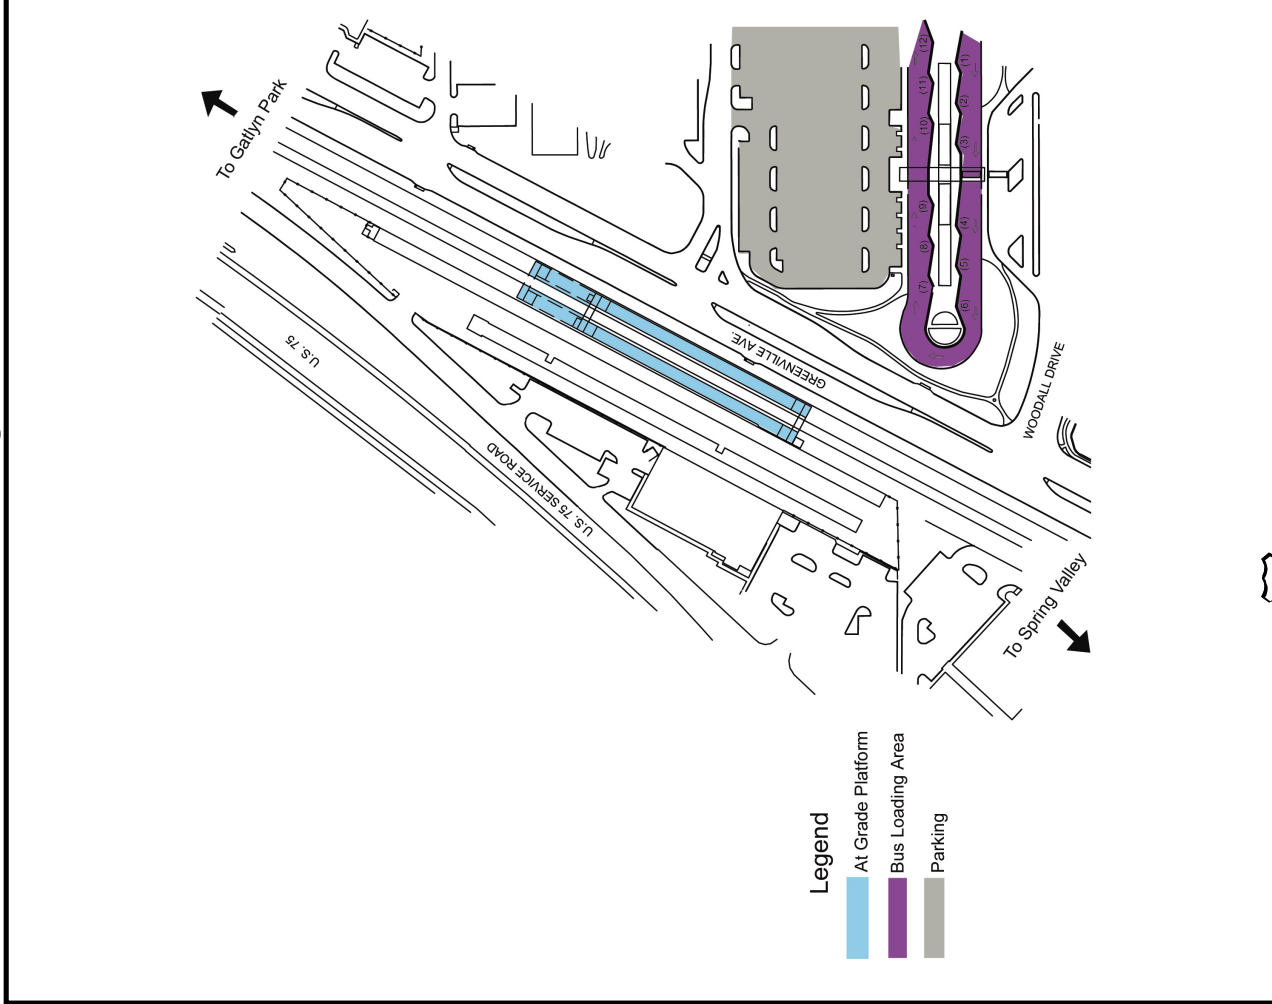 To Gatlyn Park
U.S. 75
U.S. 75 SERVICE ROAD
GREENVILLE AVE.
WOODALL DRIVE
To Spring Valley
(12)
(11)
(10)
(9)
(8)
(7)
(1)
(2)
(3)
(4)
(5)
(6)
Legend
At Grade Platform
Bus Loading Area
Parking